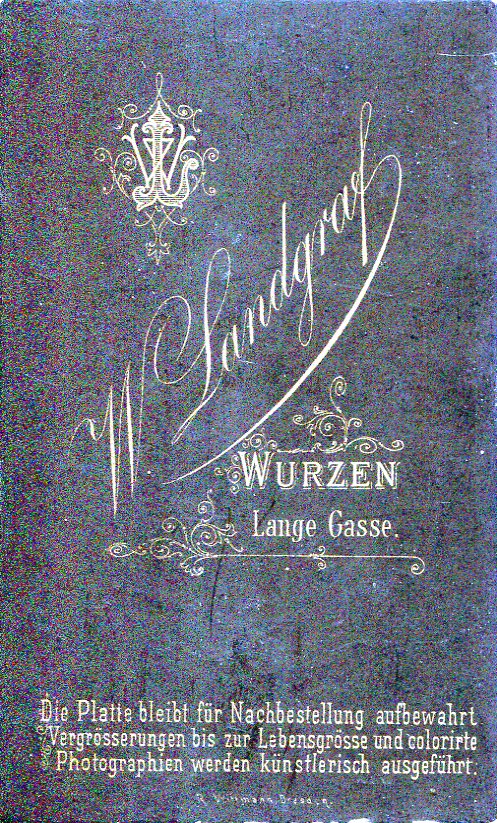 W. Landgraf
WURZEN
Lange Gasse.
Die Platte bleibt für Nachbestellung aufbewahrt.
Vergrösserungen bis zur Lebensgrösse und colorirte
Photographien werden künstlerisch ausgeführt.
Dresden.